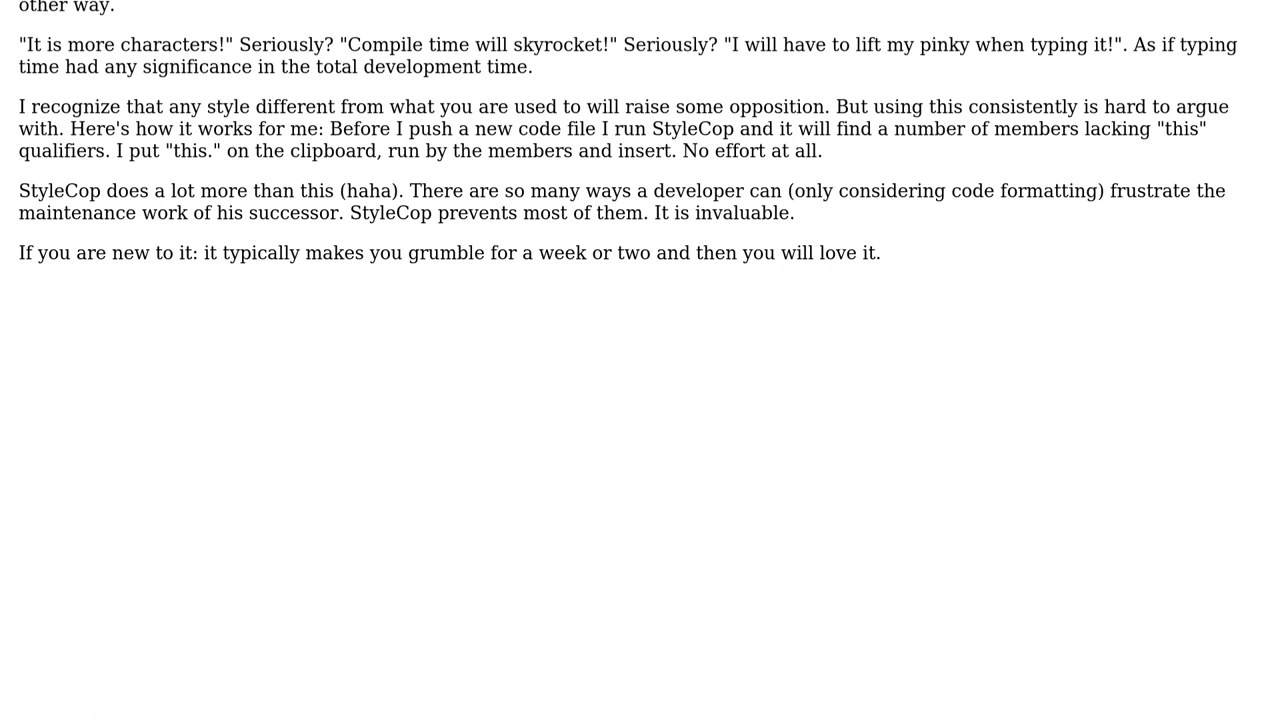 other way.
"It is more characters!" Seriously? "Compile time will skyrocket!" Seriously? "I will have to lift my pinky when typing it!". As if typing
time had any significance in the total development time.
I recognize that any style different from what you are used to will raise some opposition. But using this consistently is hard to argue
with. Here's how it works for me: Before I push a new code file I run StyleCop and it will find a number of members lacking "this"
qualifiers. I put "this." on the clipboard, run by the members and insert. No effort at all.
StyleCop does a lot more than this (haha). There are so many ways a developer can (only considering code formatting) frustrate the
maintenance work of his successor. StyleCop prevents most of them. It is invaluable.
If you are new to it: it typically makes you grumble for a week or two and then you will love it.